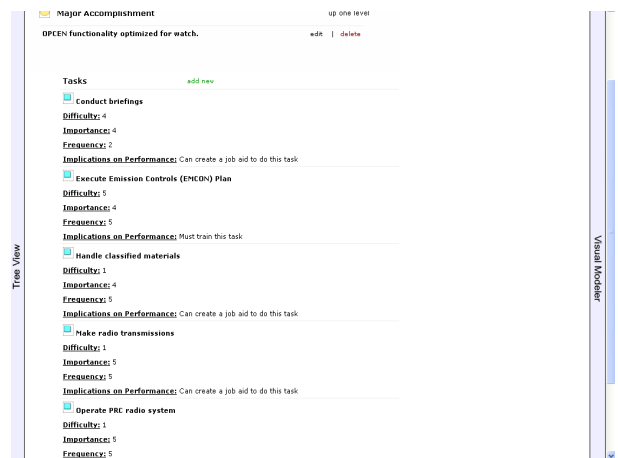 Major Accomplishment up one level
OPCEN functionality optimized for watch. edit | delete
Tasks add new
Conduct briefings
Difficulty: 4
Importance: 4
Frequency: 2
Implications on Performance: Can create a job aid to do this task
Execute Emission Controls (EMCON) Plan
Difficulty: 5
Importance: 4
Frequency: 5
Implications on Performance: Must train this task
Handle classified materials
Difficulty: 1
Importance: 4
Frequency: 5
Implications on Performance: Can create a job aid to do this task
Make radio transmissions
Difficulty: 1
Importance: 5
Frequency: 5
Implications on Performance: Can create a job aid to do this task
Operate PRC radio system
Difficulty: 1
Importance: 5
Frequency: 5
Tree View
Visual Modeler